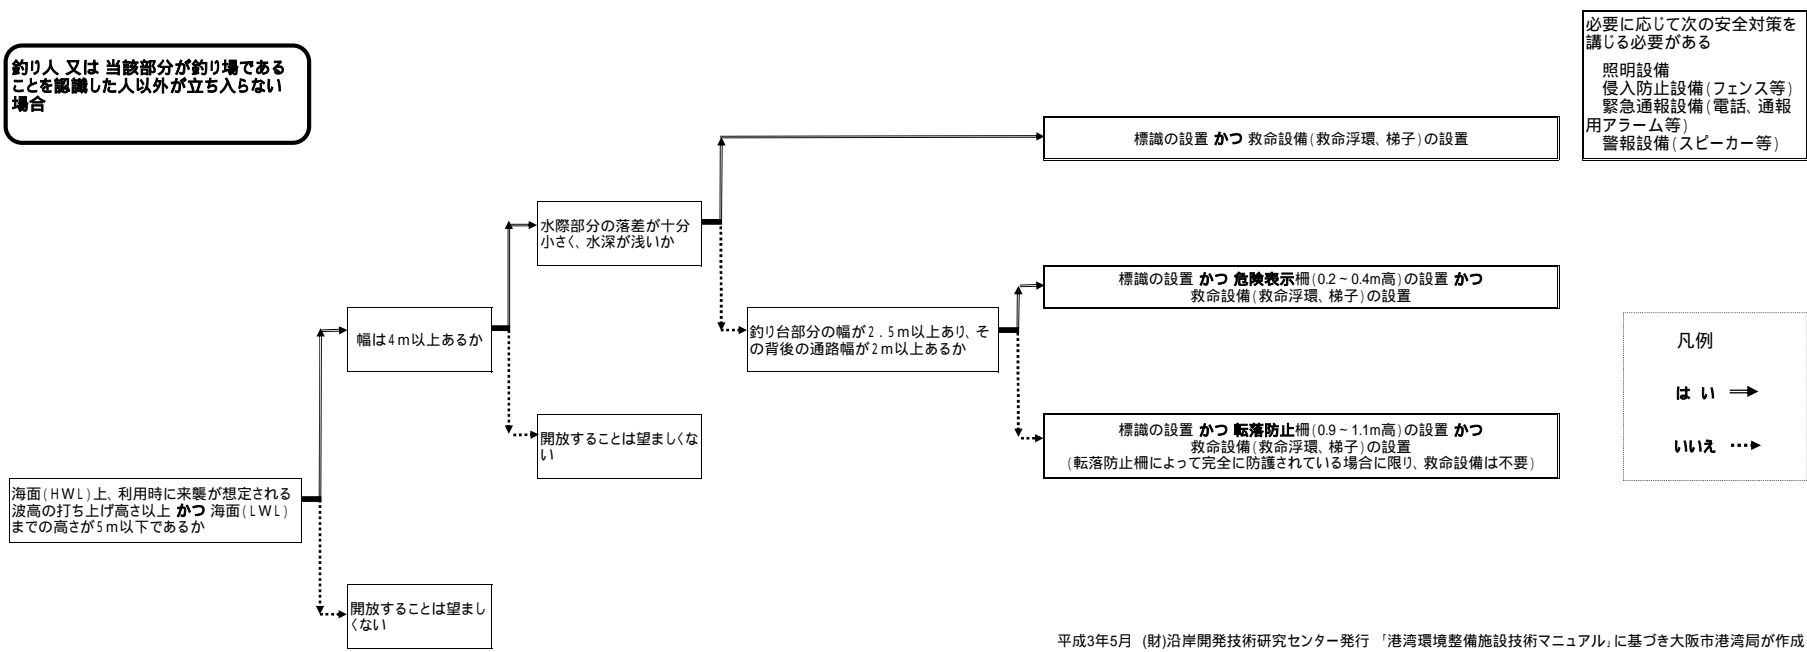 釣り人 又は 当該部分が釣り場である
ことを認識した人以外が立ち入らない
場合
必要に応じて次の安全対策を
講じる必要がある
照明設備
侵入防止設備(フェンス等)
緊急通報設備(電話、通報
用アラーム等)
警報設備(スピーカー等)
標識の設置 かつ 救命設備(救命浮環、梯子)の設置
水際部分の落差が十分
小さく、水深が浅いか
標識の設置 かつ 危険表示柵(0.2~0.4m高)の設置 かつ
救命設備(救命浮環、梯子)の設置
幅は4m以上あるか
釣り台部分の幅が2.5m以上あり、そ
の背後の通路幅が2m以上あるか
凡例
は い
いいえ
開放することは望ましくな
い
標識の設置 かつ 転落防止柵(0.9~1.1m高)の設置 かつ
救命設備(救命浮環、梯子)の設置
(転落防止柵によって完全に防護されている場合に限り、救命設備は不要)
海面(HWL)上、利用時に来襲が想定される
波高の打ち上げ高さ以上 かつ 海面(LWL)
までの高さが5m以下であるか
開放することは望まし
くない
平成3年5月 (財)沿岸開発技術研究センター発行 「港湾環境整備施設技術マニュアル」に基づき大阪市港湾局が作成